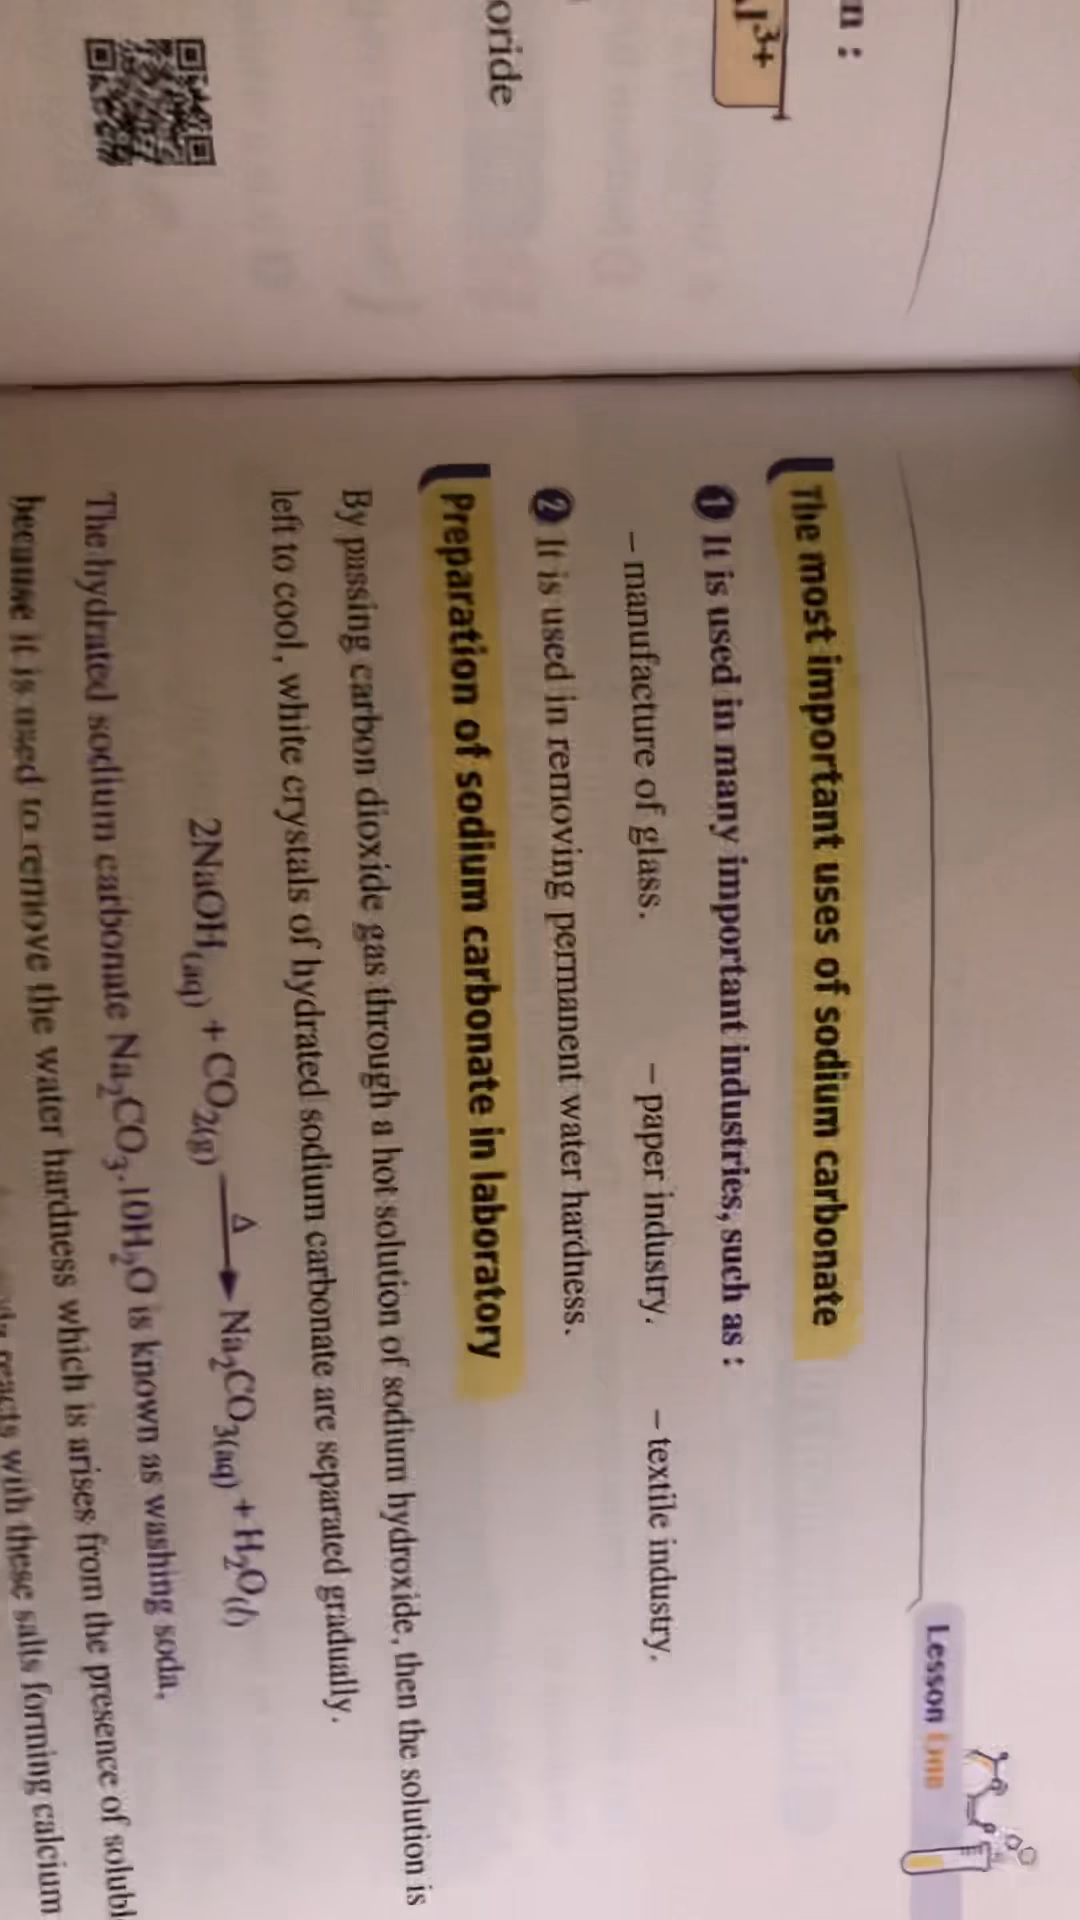 n :
l3+
oride
Lesson One
The most important uses of sodium carbonate
1 It is used in many important industries, such as :
– manufacture of glass. – paper industry. – textile industry.
2 It is used in removing permanent water hardness.
Preparation of sodium carbonate in laboratory
By passing carbon dioxide gas through a hot solution of sodium hydroxide, then the solution is
left to cool, white crystals of hydrated sodium carbonate are separated gradually.
2NaOH(aq) + CO2(g) —Δ→ Na2CO3(aq) + H2O(l)
The hydrated sodium carbonate Na2CO3.10H2O is known as washing soda,
because it is used to remove the water hardness which is arises from the presence of solubl
reacts with these salts forming calcium